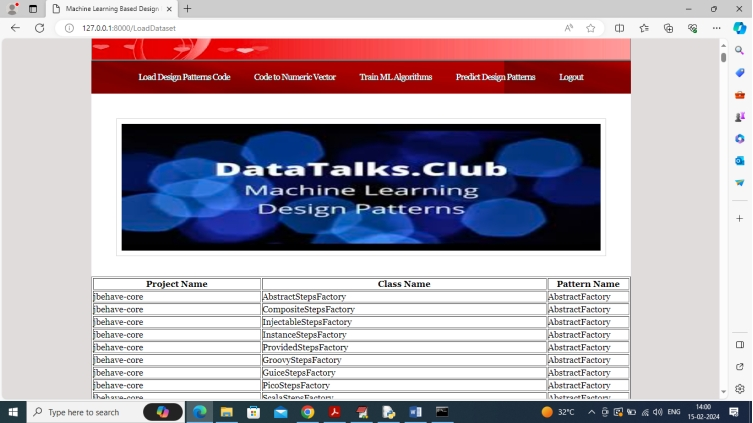 Machine Learning Based Design
127.0.0.1:8000/LoadDataset
Load Design Patterns Code Code to Numeric Vector Train ML Algorithms Predict Design Patterns Logout
DataTalks.Club
Machine Learning
Design Patterns
Project Name Class Name Pattern Name
jbehave-core AbstractStepsFactory AbstractFactory
jbehave-core CompositeStepsFactory AbstractFactory
jbehave-core InjectableStepsFactory AbstractFactory
jbehave-core InstanceStepsFactory AbstractFactory
jbehave-core ProvidedStepsFactory AbstractFactory
jbehave-core GroovyStepsFactory AbstractFactory
jbehave-core GuiceStepsFactory AbstractFactory
jbehave-core PicoStepsFactory AbstractFactory
jbehave-core ScalaStepsFactory AbstractFactory
Type here to search
32°C
ENG
14:00
15-02-2024